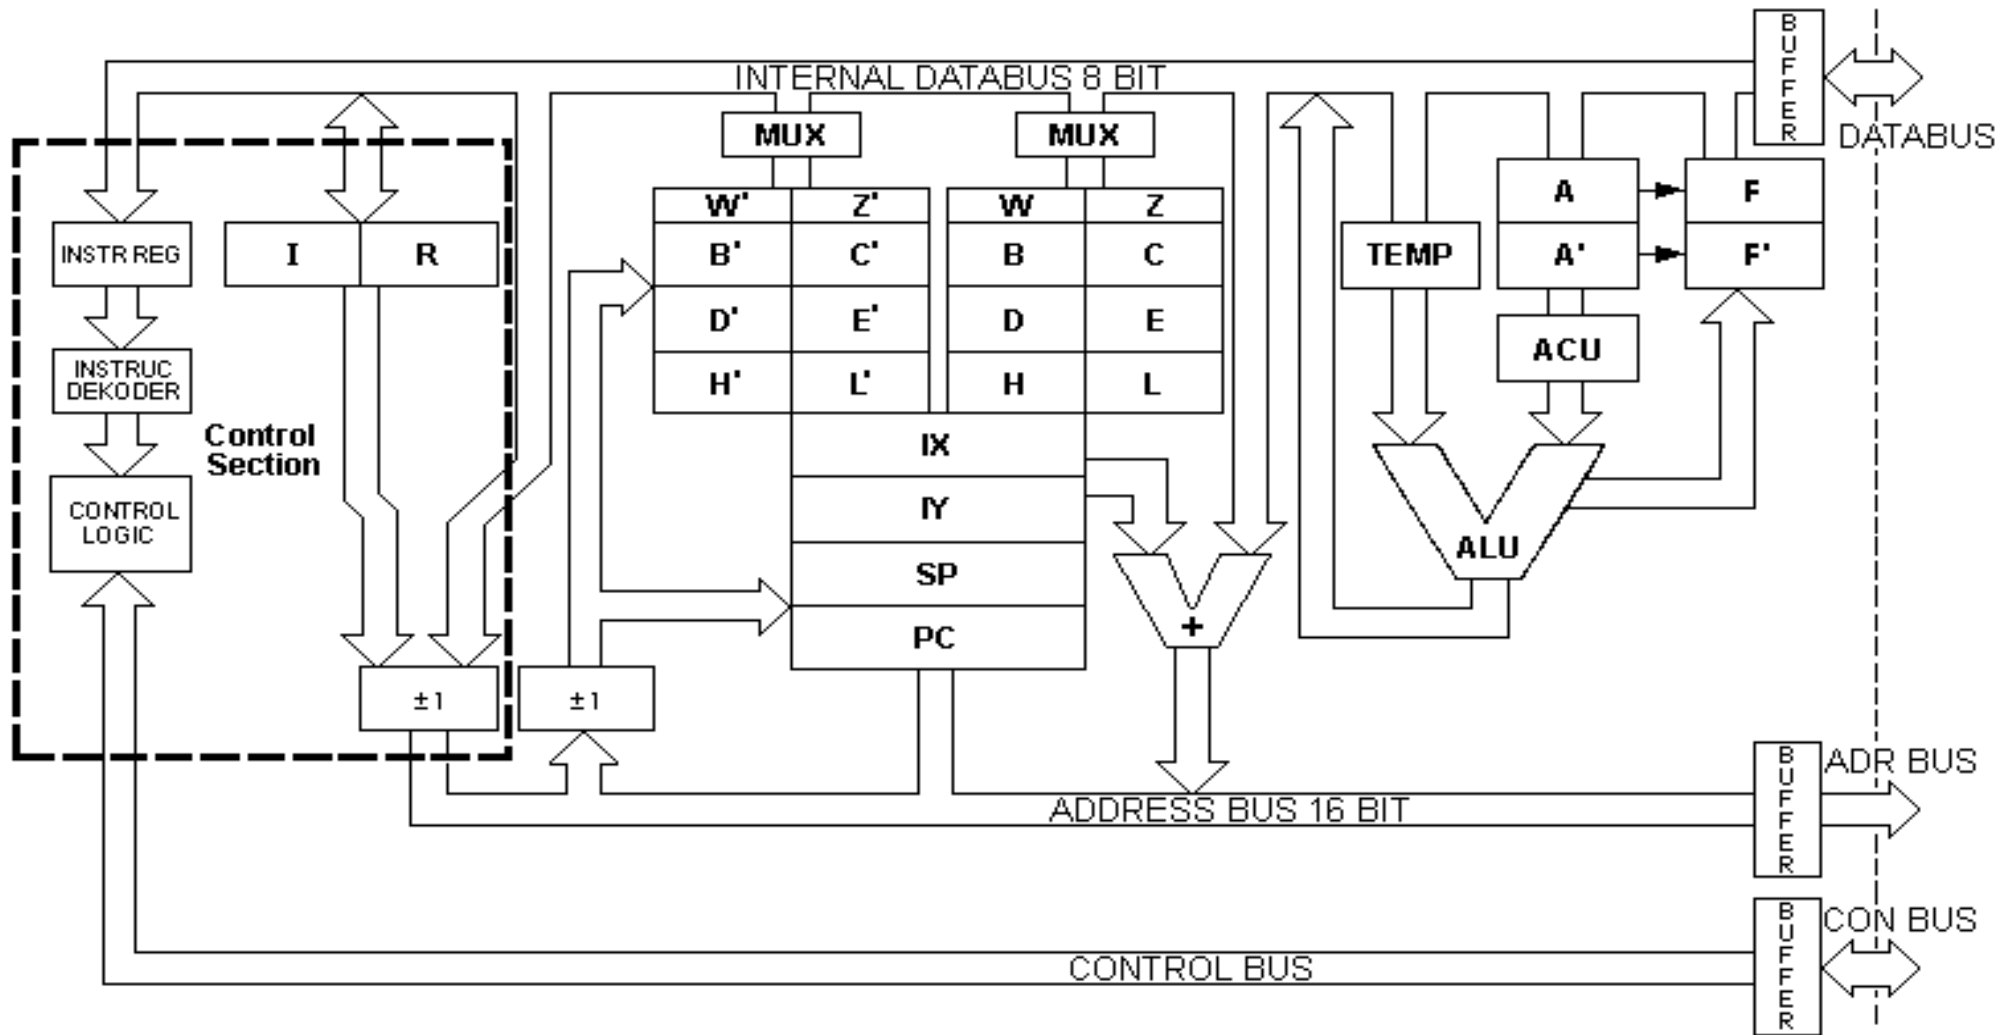 BUFFER
INTERNAL DATABUS 8 BIT
DATABUS
MUX
MUX
W' Z' W Z
A F
INSTR REG
I R
B' C' B C
TEMP
A' F'
D' E' D E
ACU
INSTRUC
DEKODER
H' L' H L
Control
Section
IX
CONTROL
LOGIC
IY
ALU
SP
+
PC
±1
±1
BUFFER
ADR BUS
ADDRESS BUS 16 BIT
BUFFER
CON BUS
CONTROL BUS